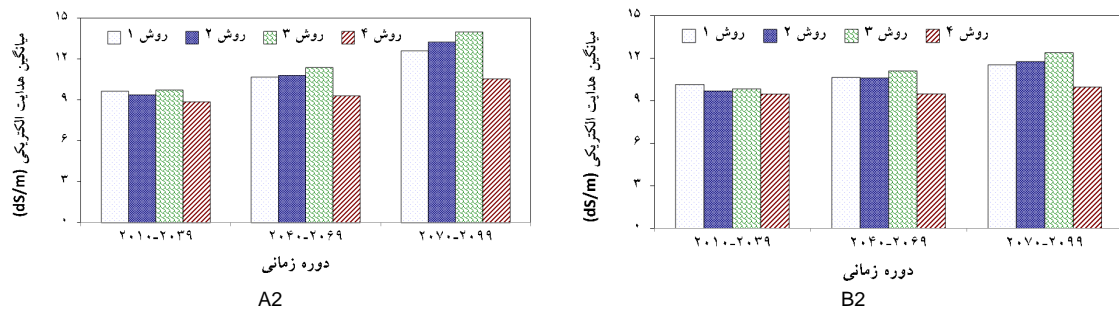 میانگین هدایت الکتریکی (dS/m)
۱۵
۱۲
۹
۶
۳
۰
روش ۱
روش ۲
روش ۳
روش ۴
۲۰۱۰-۲۰۳۹
۲۰۴۰-۲۰۶۹
۲۰۷۰-۲۰۹۹
دوره زمانی
A2
میانگین هدایت الکتریکی (dS/m)
۱۵
۱۲
۹
۶
۳
۰
روش ۱
روش ۲
روش ۳
روش ۴
۲۰۱۰-۲۰۳۹
۲۰۴۰-۲۰۶۹
۲۰۷۰-۲۰۹۹
دوره زمانی
B2